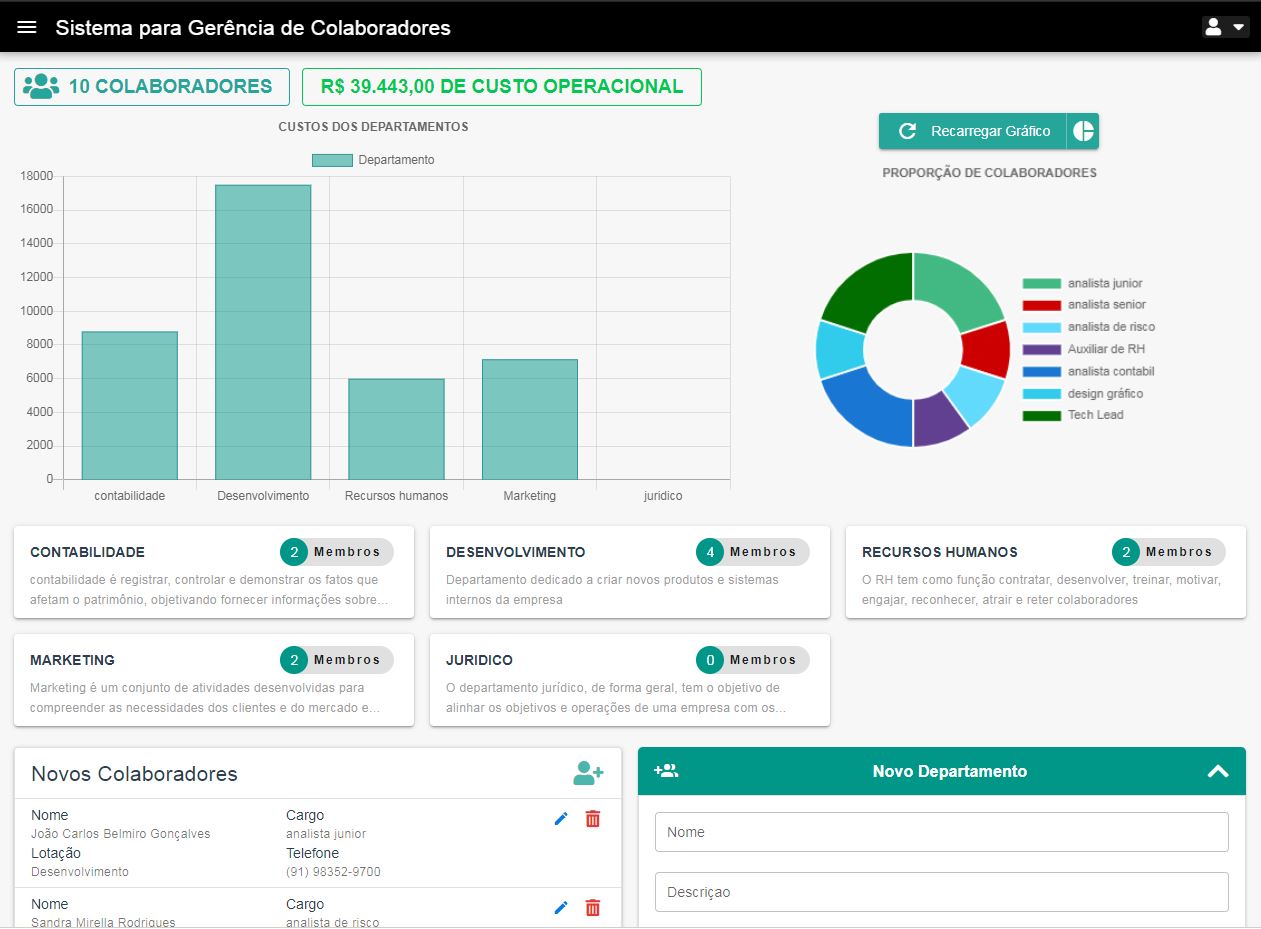 Sistema para Gerência de Colaboradores
10 COLABORADORES
R$ 39.443,00 DE CUSTO OPERACIONAL
CUSTOS DOS DEPARTAMENTOS
Departamento
18000
16000
14000
12000
10000
8000
6000
4000
2000
0
contabilidade Desenvolvimento Recursos humanos Marketing juridico
Recarregar Gráfico
PROPORÇÃO DE COLABORADORES
analista junior
analista senior
analista de risco
Auxiliar de RH
analista contabil
design gráfico
Tech Lead
CONTABILIDADE 2 Membros
contabilidade é registrar, controlar e demonstrar os fatos que
afetam o patrimônio, objetivando fornecer informações sobre...
DESENVOLVIMENTO 4 Membros
Departamento dedicado a criar novos produtos e sistemas
internos da empresa
RECURSOS HUMANOS 2 Membros
O RH tem como função contratar, desenvolver, treinar, motivar,
engajar, reconhecer, atrair e reter colaboradores
MARKETING 2 Membros
Marketing é um conjunto de atividades desenvolvidas para
compreender as necessidades dos clientes e do mercado e...
JURIDICO 0 Membros
O departamento jurídico, de forma geral, tem o objetivo de
alinhar os objetivos e operações de uma empresa com os...
Novos Colaboradores
Nome Cargo
João Carlos Belmiro Gonçalves analista junior
Lotação Telefone
Desenvolvimento (91) 98352-9700
Nome Cargo
Sandra Mirella Rodrigues analista de risco
Novo Departamento
Nome
Descriçao